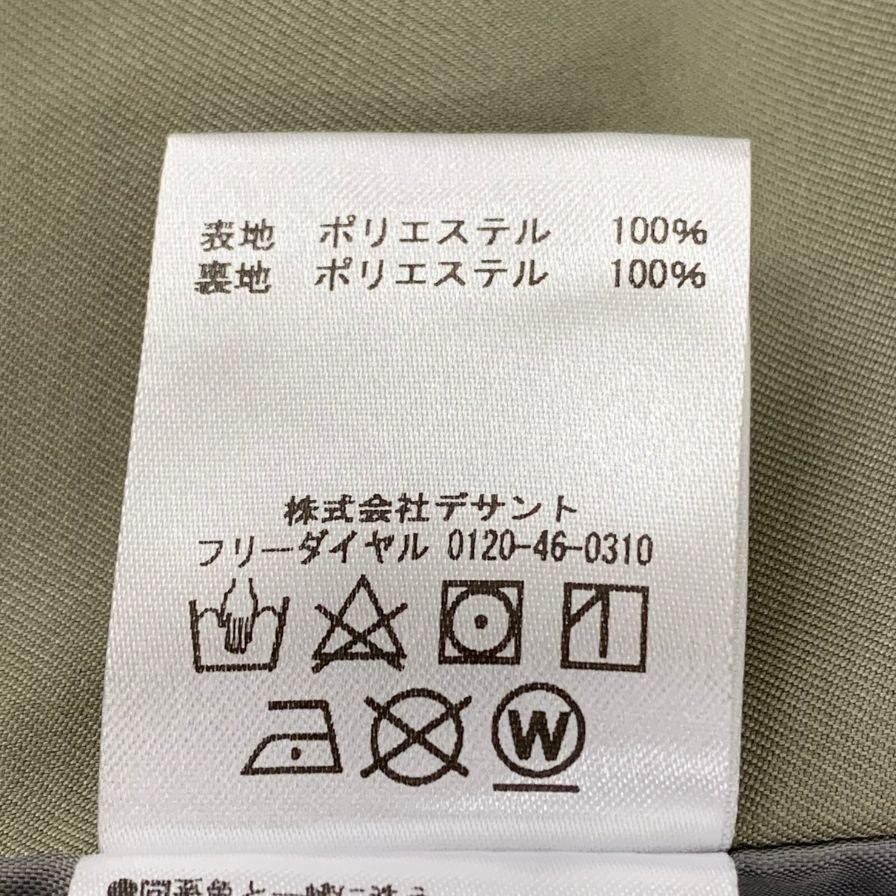 表地 ポリエステル 100%
裏地 ポリエステル 100%
株式会社デサント
フリーダイヤル 0120-46-0310
W